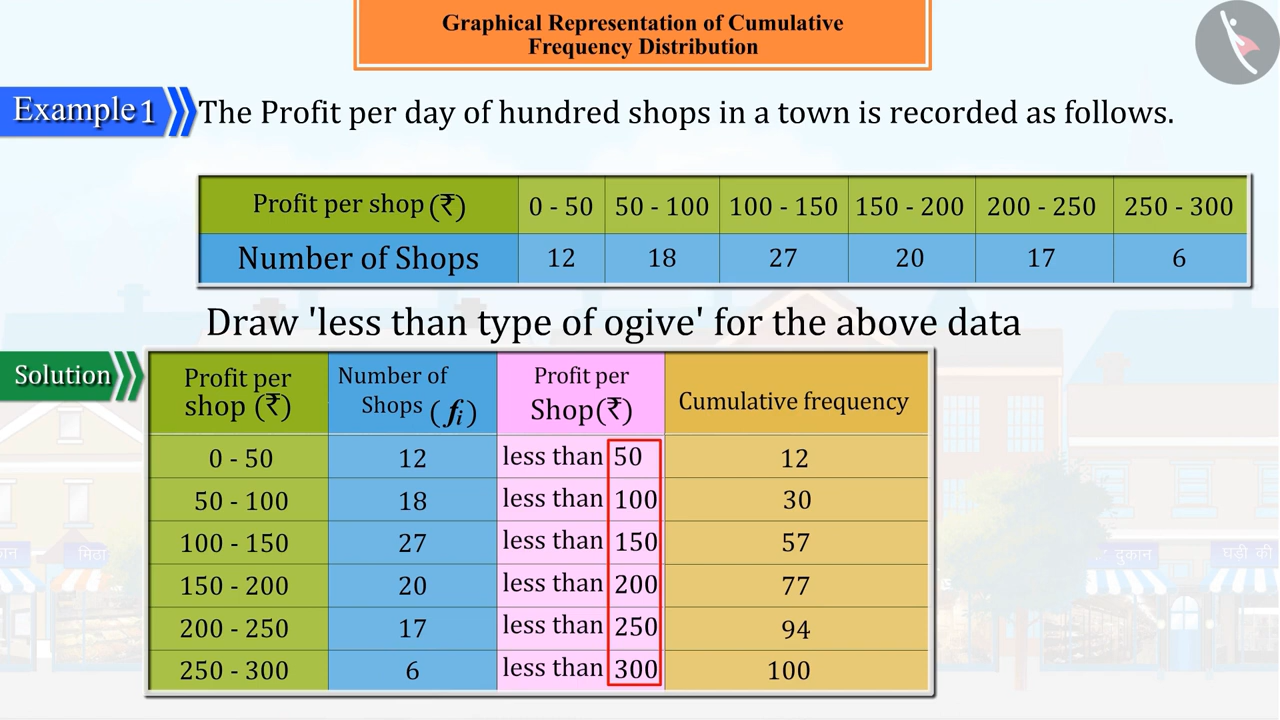 Graphical Representation of Cumulative
Frequency Distribution
Example 1 The Profit per day of hundred shops in a town is recorded as follows.
Profit per shop (₹) 0 - 50 50 - 100 100 - 150 150 - 200 200 - 250 250 - 300
Number of Shops 12 18 27 20 17 6
Draw 'less than type of ogive' for the above data
Solution
Profit per shop (₹) Number of Shops (fᵢ) Profit per Shop(₹) Cumulative frequency
0 - 50 12 less than 50 12
50 - 100 18 less than 100 30
100 - 150 27 less than 150 57
150 - 200 20 less than 200 77
200 - 250 17 less than 250 94
250 - 300 6 less than 300 100
मिठा
दुकान
घड़ी की